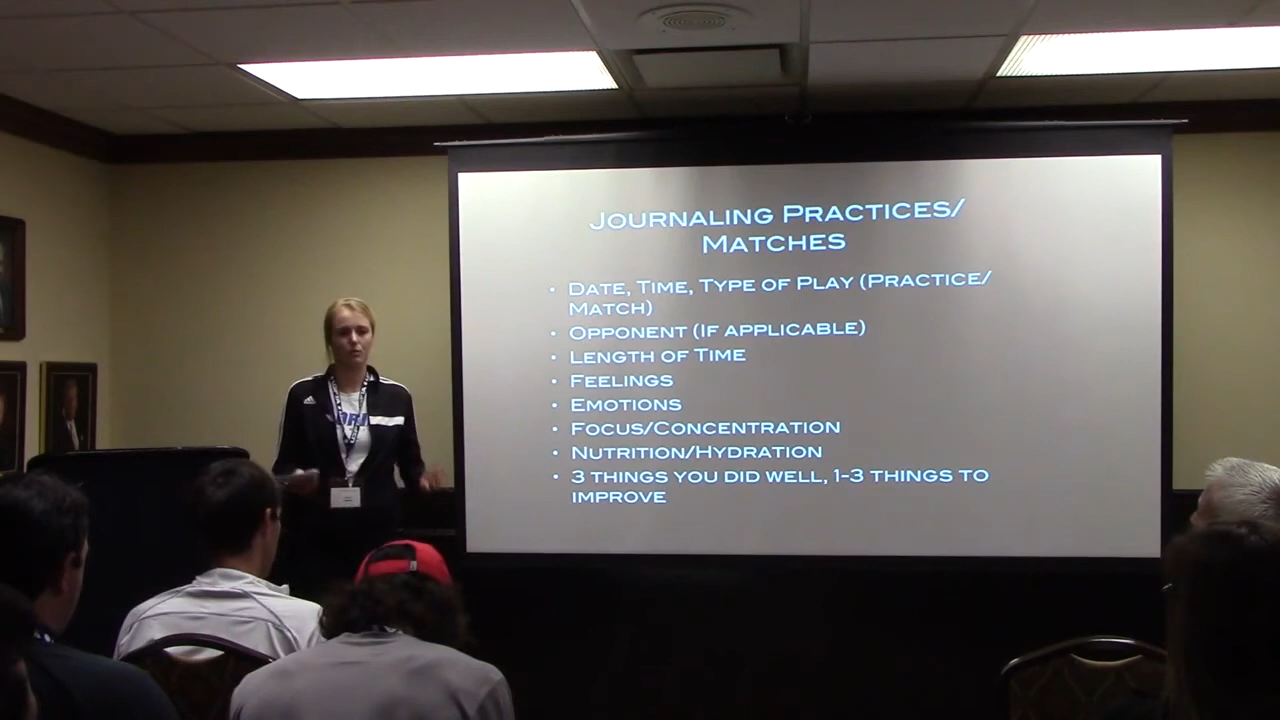 Journaling Practices/
Matches
• Date, Time, Type of Play (Practice/
Match)
• Opponent (if applicable)
• Length of Time
• Feelings
• Emotions
• Focus/Concentration
• Nutrition/Hydration
• 3 things you did well, 1-3 things to
improve
adidas